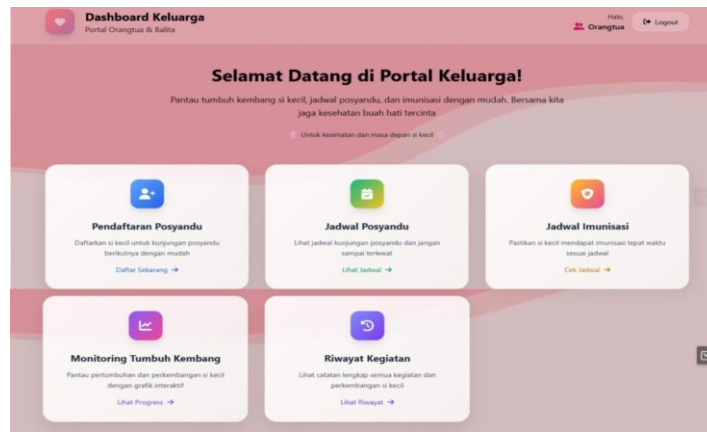 Dashboard Keluarga
Portal Orangtua & Balita
Halo,
Orangtua
Logout
Selamat Datang di Portal Keluarga!
Pantau tumbuh kembang si kecil, jadwal posyandu, dan imunisasi dengan mudah. Bersama kita
jaga kesehatan buah hati tercinta
Untuk kesehatan dan masa depan si kecil
Pendaftaran Posyandu
Daftarkan si kecil untuk kunjungan posyandu
berikutnya dengan mudah
Daftar Sekarang →
Jadwal Posyandu
Lihat jadwal kunjungan posyandu dan jangan
sampai terlewat
Lihat Jadwal →
Jadwal Imunisasi
Pastikan si kecil mendapat imunisasi tepat waktu
sesuai jadwal
Cek Jadwal →
Monitoring Tumbuh Kembang
Pantau pertumbuhan dan perkembangan si kecil
dengan grafik interaktif
Lihat Progress →
Riwayat Kegiatan
Lihat catatan lengkap semua kegiatan dan
perkembangan si kecil
Lihat Riwayat →